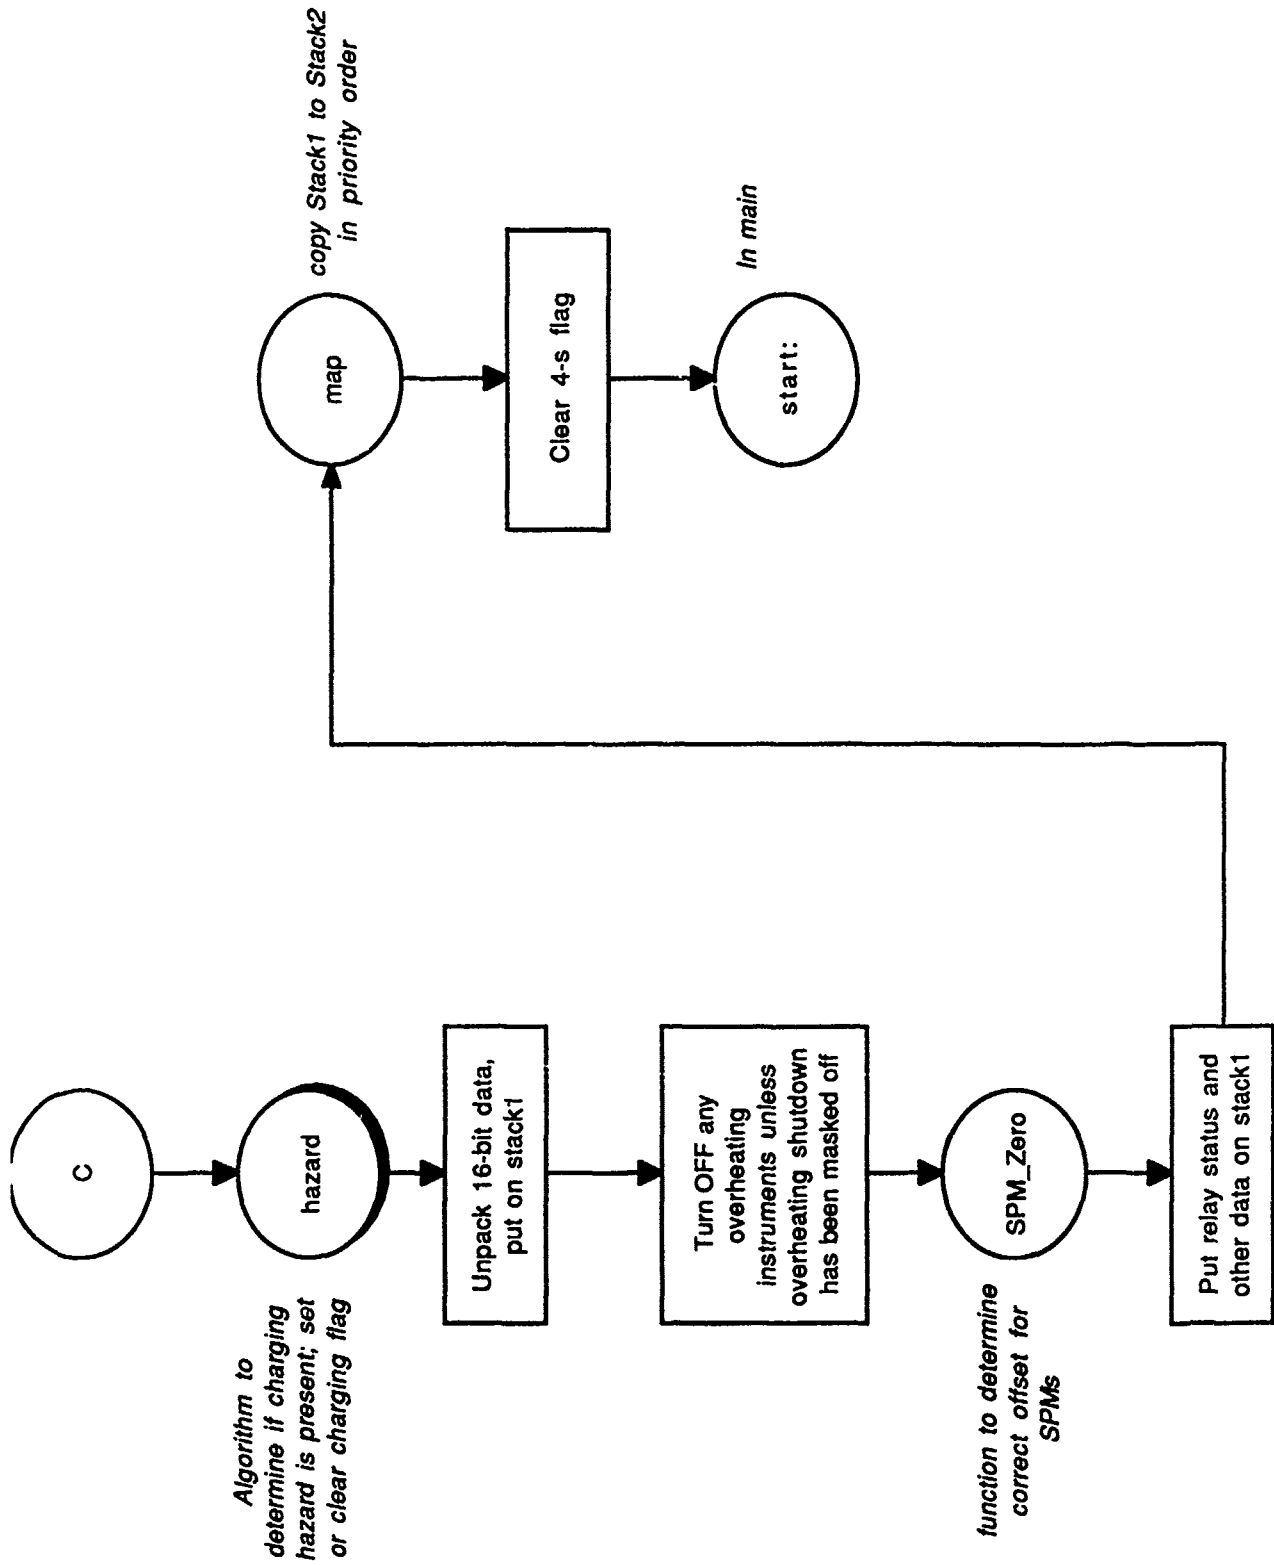 C
Algorithm to
determine if charging
hazard is present; set
or clear charging flag
hazard
Unpack 16-bit data,
put on stack1
Turn OFF any
overheating
instruments unless
overheating shutdown
has been masked off
function to determine
correct offset for
SPMs
SPM_Zero
Put relay status and
other data on stack1
map
copy Stack1 to Stack2
in priority order
Clear 4-s flag
start:
In main